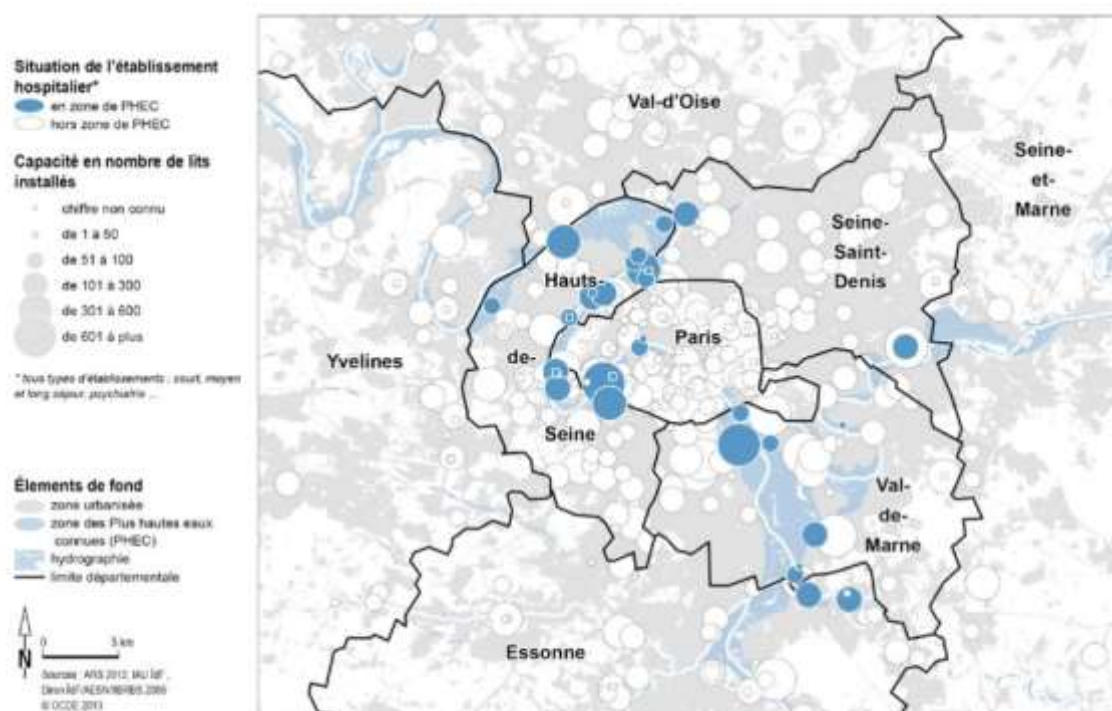 Situation de l'établissement
hospitalier*
en zone de PHEC
hors zone de PHEC
Capacité en nombre de lits
installés
chiffre non connu
de 1 à 50
de 51 à 100
de 101 à 300
de 301 à 600
de 601 à plus
* tous types d'établissements : court, moyen
et long séjour, psychiatrie ...
Élements de fond
zone urbanisée
zone des Plus hautes eaux
connues (PHEC)
hydrographie
limite départementale
N
0
5 km
Sources : ARS 2012, IAU ÎdF,
2006
© OCDE 2013
Val-d'Oise
Seine-
et-
Marne
Seine-
Saint-
Denis
Hauts-
Paris
Yvelines
de-
Seine
Val-
de-
Marne
Essonne